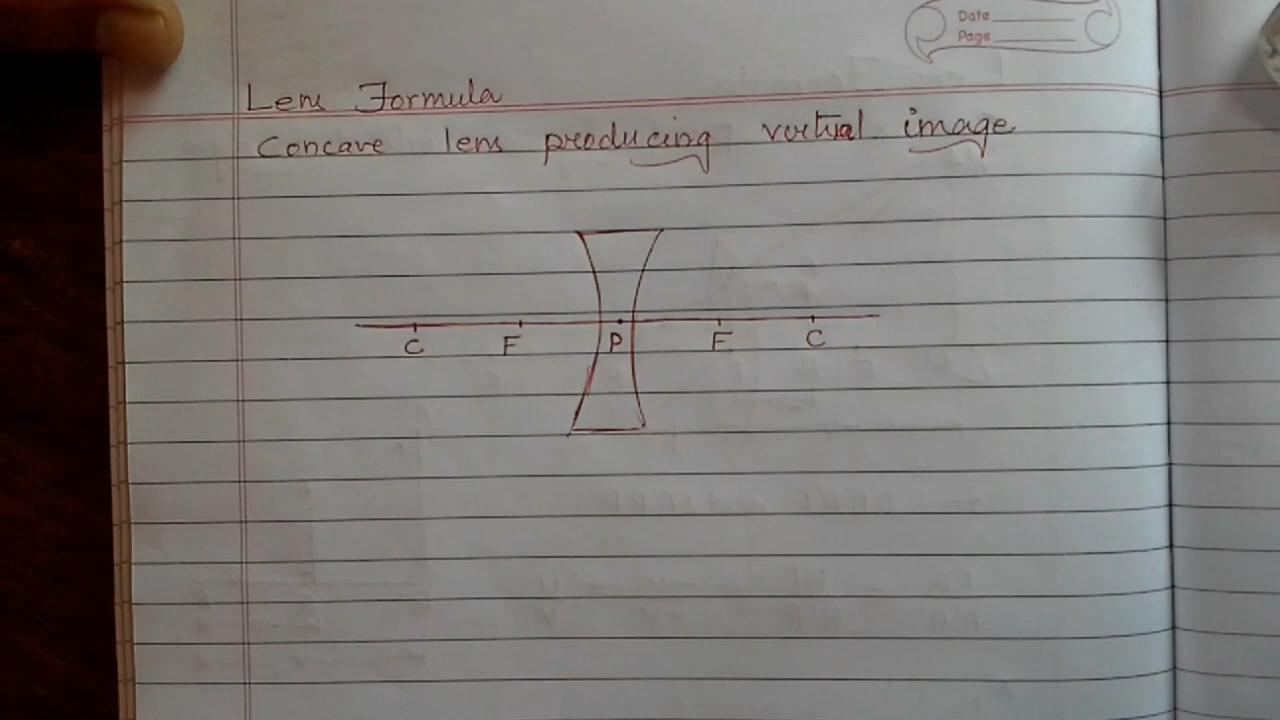 Date
Page
Lens Formula
Concave lens producing virtual image
C F P F C